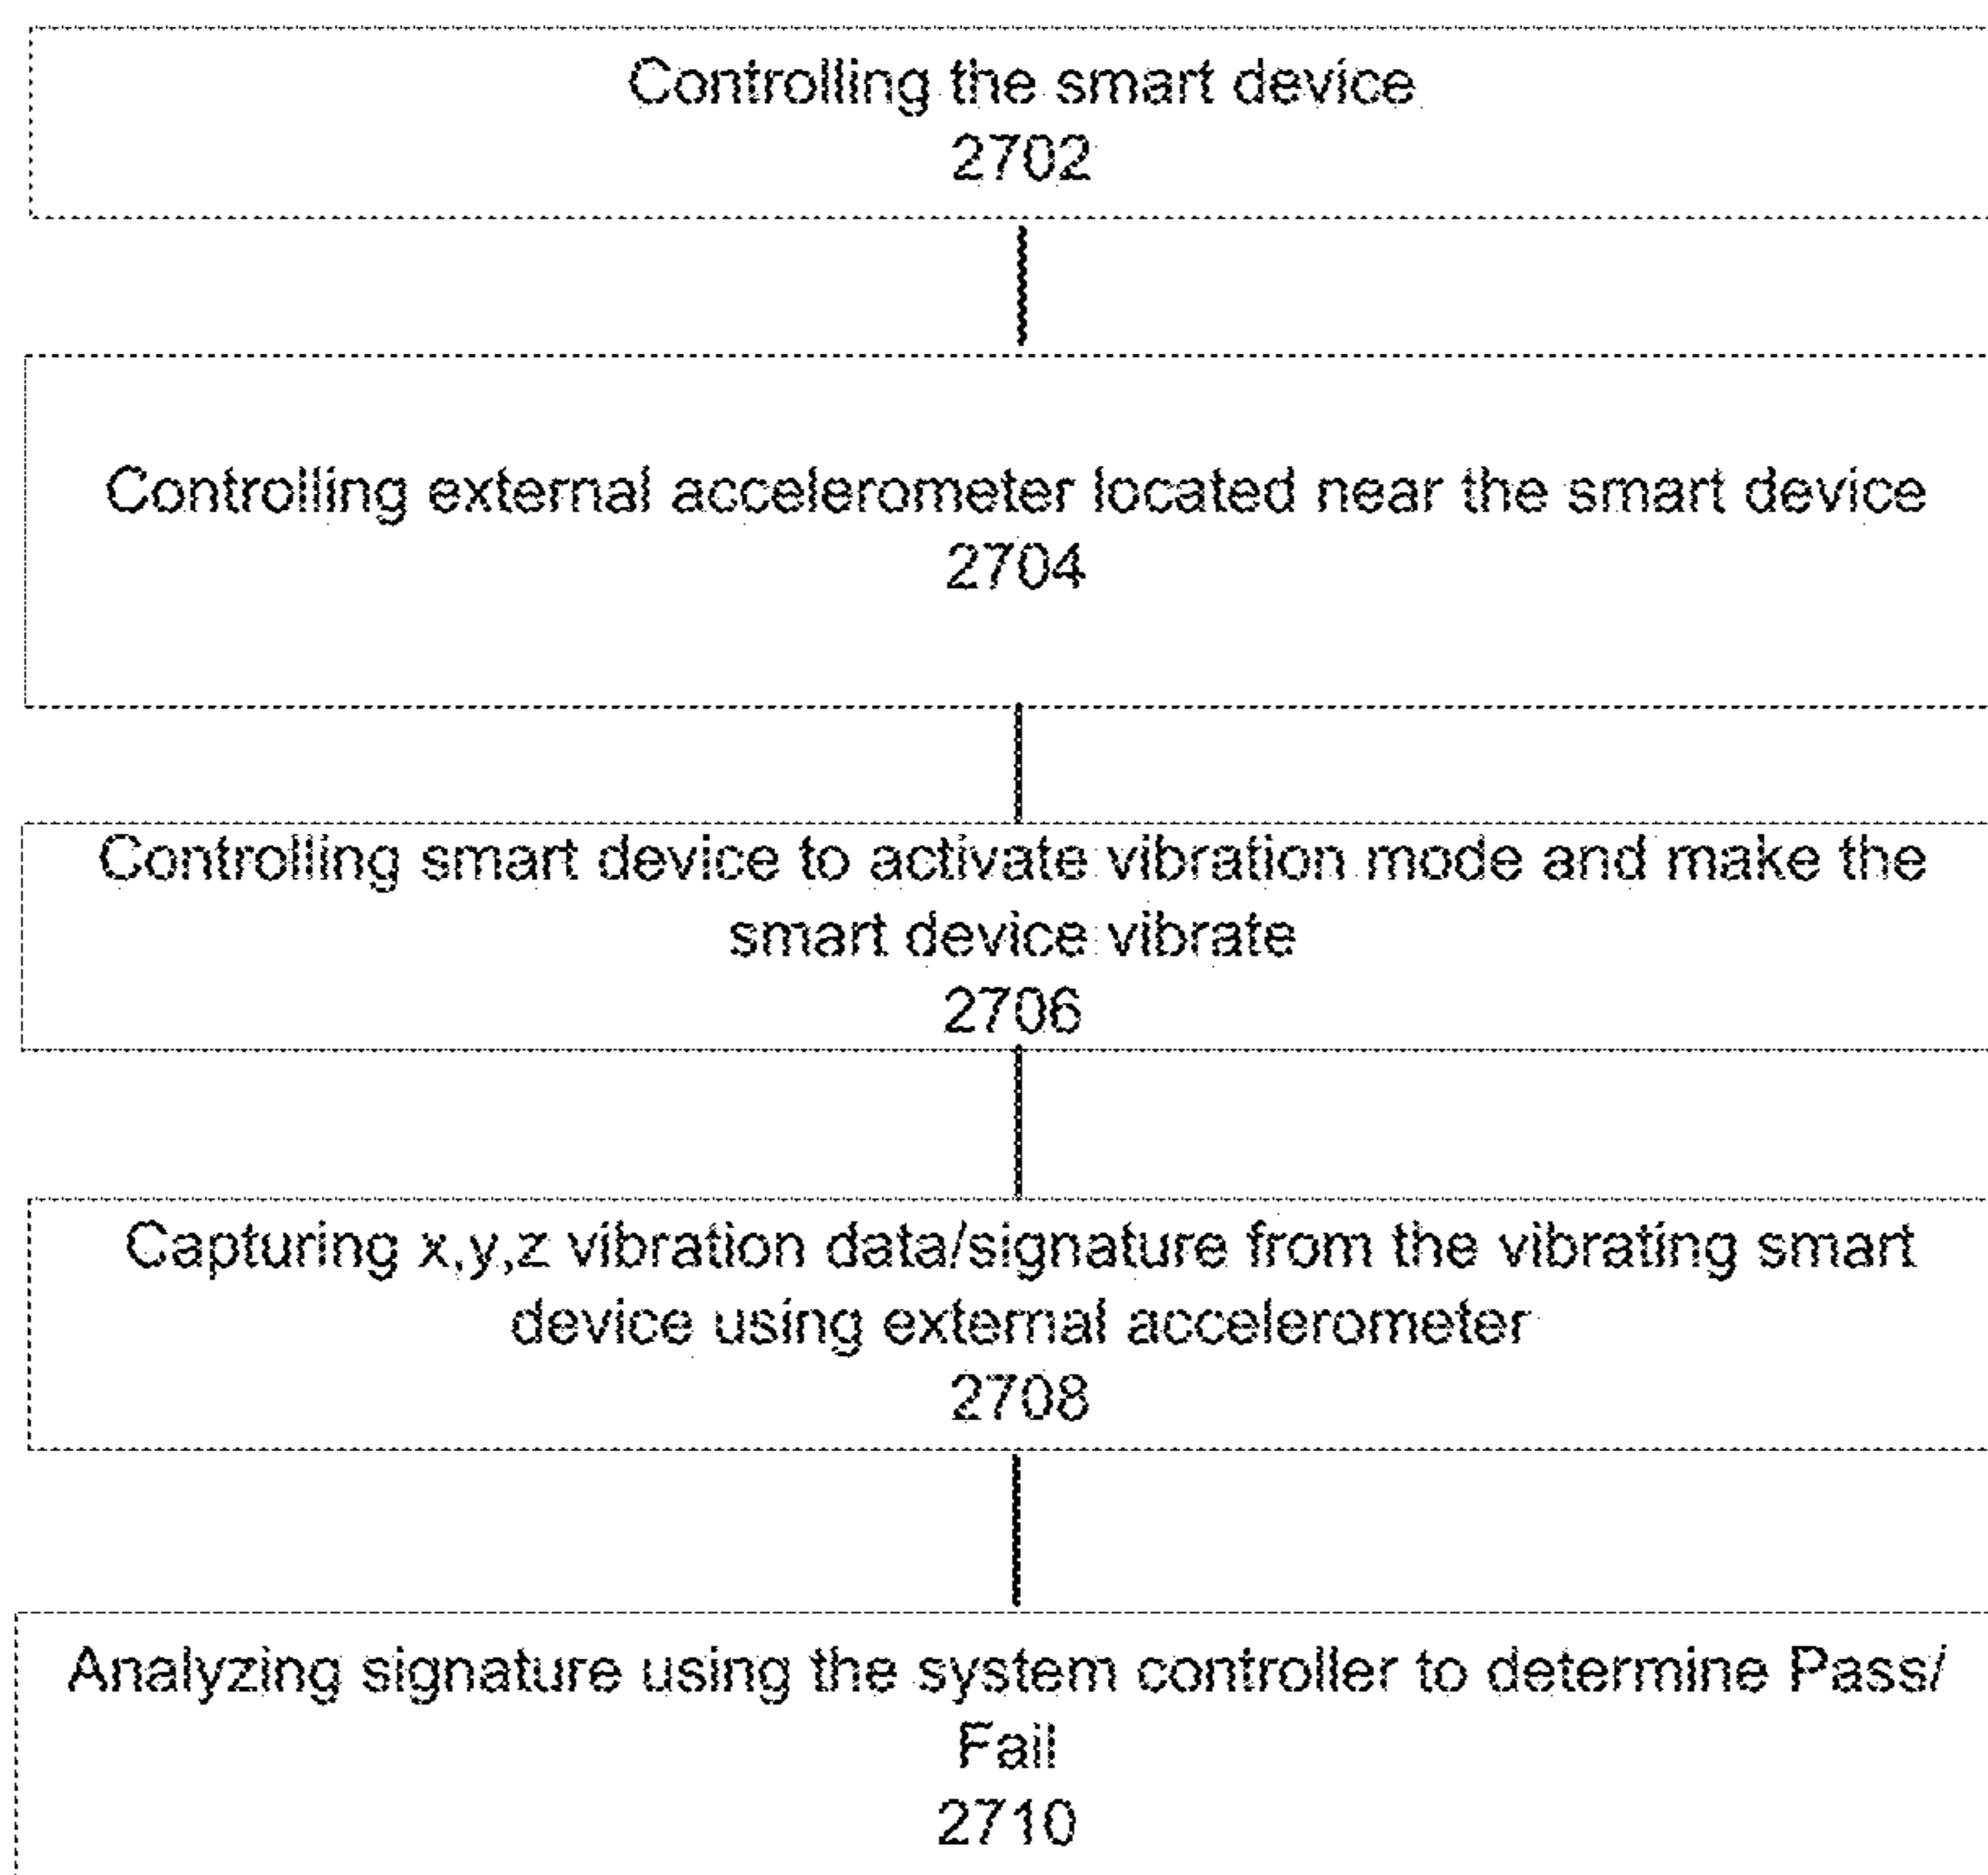 Controlling the smart device
2702
Controlling external accelerometer located near the smart device
2704
Controlling smart device to activate vibration mode and make the
smart device vibrate
2706
Capturing x,y,z vibration data/signature from the vibrating smart
device using external accelerometer
2708
Analyzing signature using the system controller to determine Pass/
Fail
2710